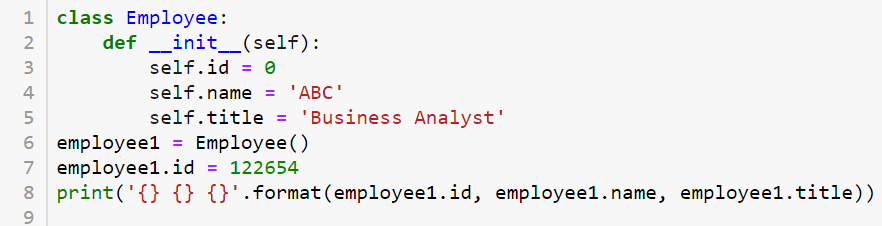 1 class Employee:
2     def __init__(self):
3         self.id = 0
4         self.name = 'ABC'
5         self.title = 'Business Analyst'
6 employee1 = Employee()
7 employee1.id = 122654
8 print('{} {} {}'.format(employee1.id, employee1.name, employee1.title))
9